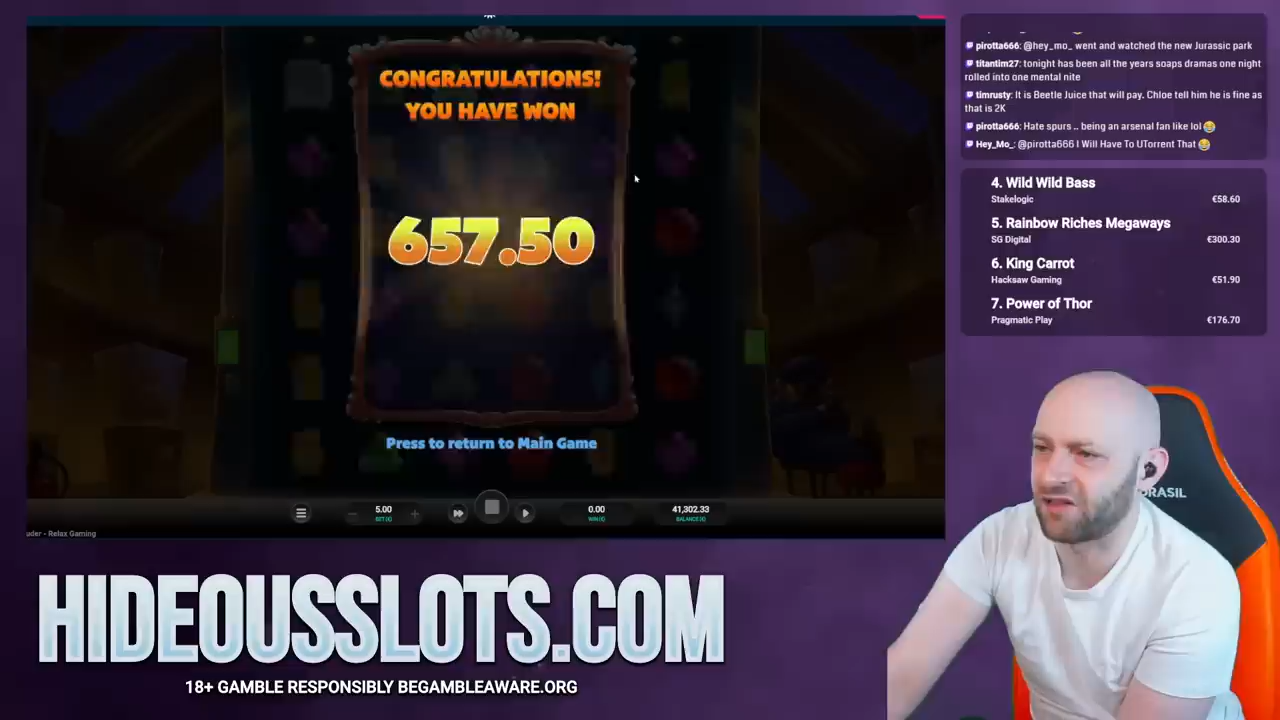 CONGRATULATIONS!
YOU HAVE WON
657.50
Press to return to Main Game
5.00
BET(€)
0.00
WIN(€)
41,302.33
BALANCE(€)
uder - Relax Gaming
pirotta666: @hey_mo_ went and watched the new Jurassic park
titantim27: tonight has been all the years soaps dramas one night
rolled into one mental nite
timrusty: It is Beetle Juice that will pay. Chloe tell him he is fine as
that is 2K
pirotta666: Hate spurs .. being an arsenal fan like lol 😂
Hey_Mo_: @pirotta666 I Will Have To UTorrent That 😂
4. Wild Wild Bass
Stakelogic €58.60
5. Rainbow Riches Megaways
SG Digital €300.30
6. King Carrot
Hacksaw Gaming €51.90
7. Power of Thor
Pragmatic Play €176.70
DRASIL
HIDEOUSSLOTS.COM
18+ GAMBLE RESPONSIBLY BEGAMBLEAWARE.ORG